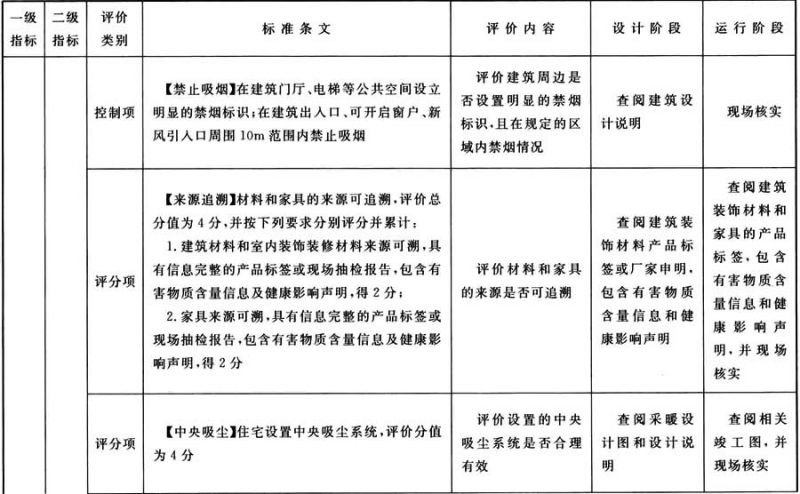 一级指标 二级指标 评价类别 标准条文 评价内容 设计阶段 运行阶段
控制项
【禁止吸烟】在建筑门厅、电梯等公共空间设立
明显的禁烟标识;在建筑出入口、可开启窗户、新
风引入口周围10m范围内禁止吸烟
评价建筑周边是
否设置明显的禁烟
标识,且在规定的区
域内禁烟情况
查阅建筑设
计说明
现场核实
评分项
【来源追溯】材料和家具的来源可追溯,评价总
分值为4分,并按下列要求分别评分并累计:
1.建筑材料和室内装饰装修材料来源可溯,具
有信息完整的产品标签或现场抽检报告,包含有
害物质含量信息及健康影响声明,得2分;
2.家具来源可溯,具有信息完整的产品标签或
现场抽检报告,包含有害物质含量信息及健康影
响声明,得2分
评价材料和家具
的来源是否可追溯
查阅建筑装
饰材料产品标
签或厂家申明,
包含有害物质
含量信息和健
康影响声明
查阅建筑
装饰材料和
家具的产品
标签,包含
有害物质含
量信息和健
康影响声
明,并现场
核实
评分项
【中央吸尘】住宅设置中央吸尘系统,评价分值
为4分
评价设置的中央
吸尘系统是否合理
有效
查阅采暖设
计图和设计说
明
查阅相关
竣工图,并
现场核实